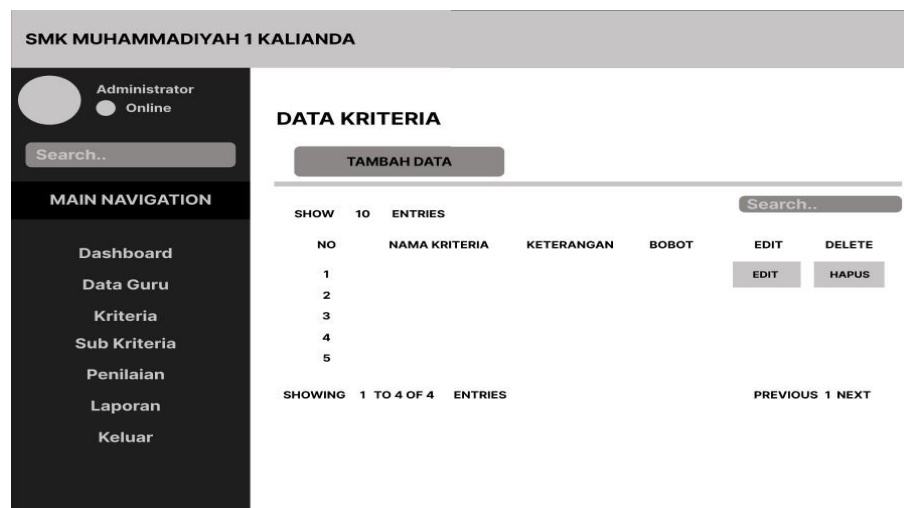 SMK MUHAMMADIYAH 1 KALIANDA
Administrator
Online
Search..
MAIN NAVIGATION
Dashboard
Data Guru
Kriteria
Sub Kriteria
Penilaian
Laporan
Keluar
DATA KRITERIA
TAMBAH DATA
SHOW 10 ENTRIES
Search..
NO NAMA KRITERIA KETERANGAN BOBOT EDIT DELETE
1 EDIT HAPUS
2
3
4
5
SHOWING 1 TO 4 OF 4 ENTRIES
PREVIOUS 1 NEXT